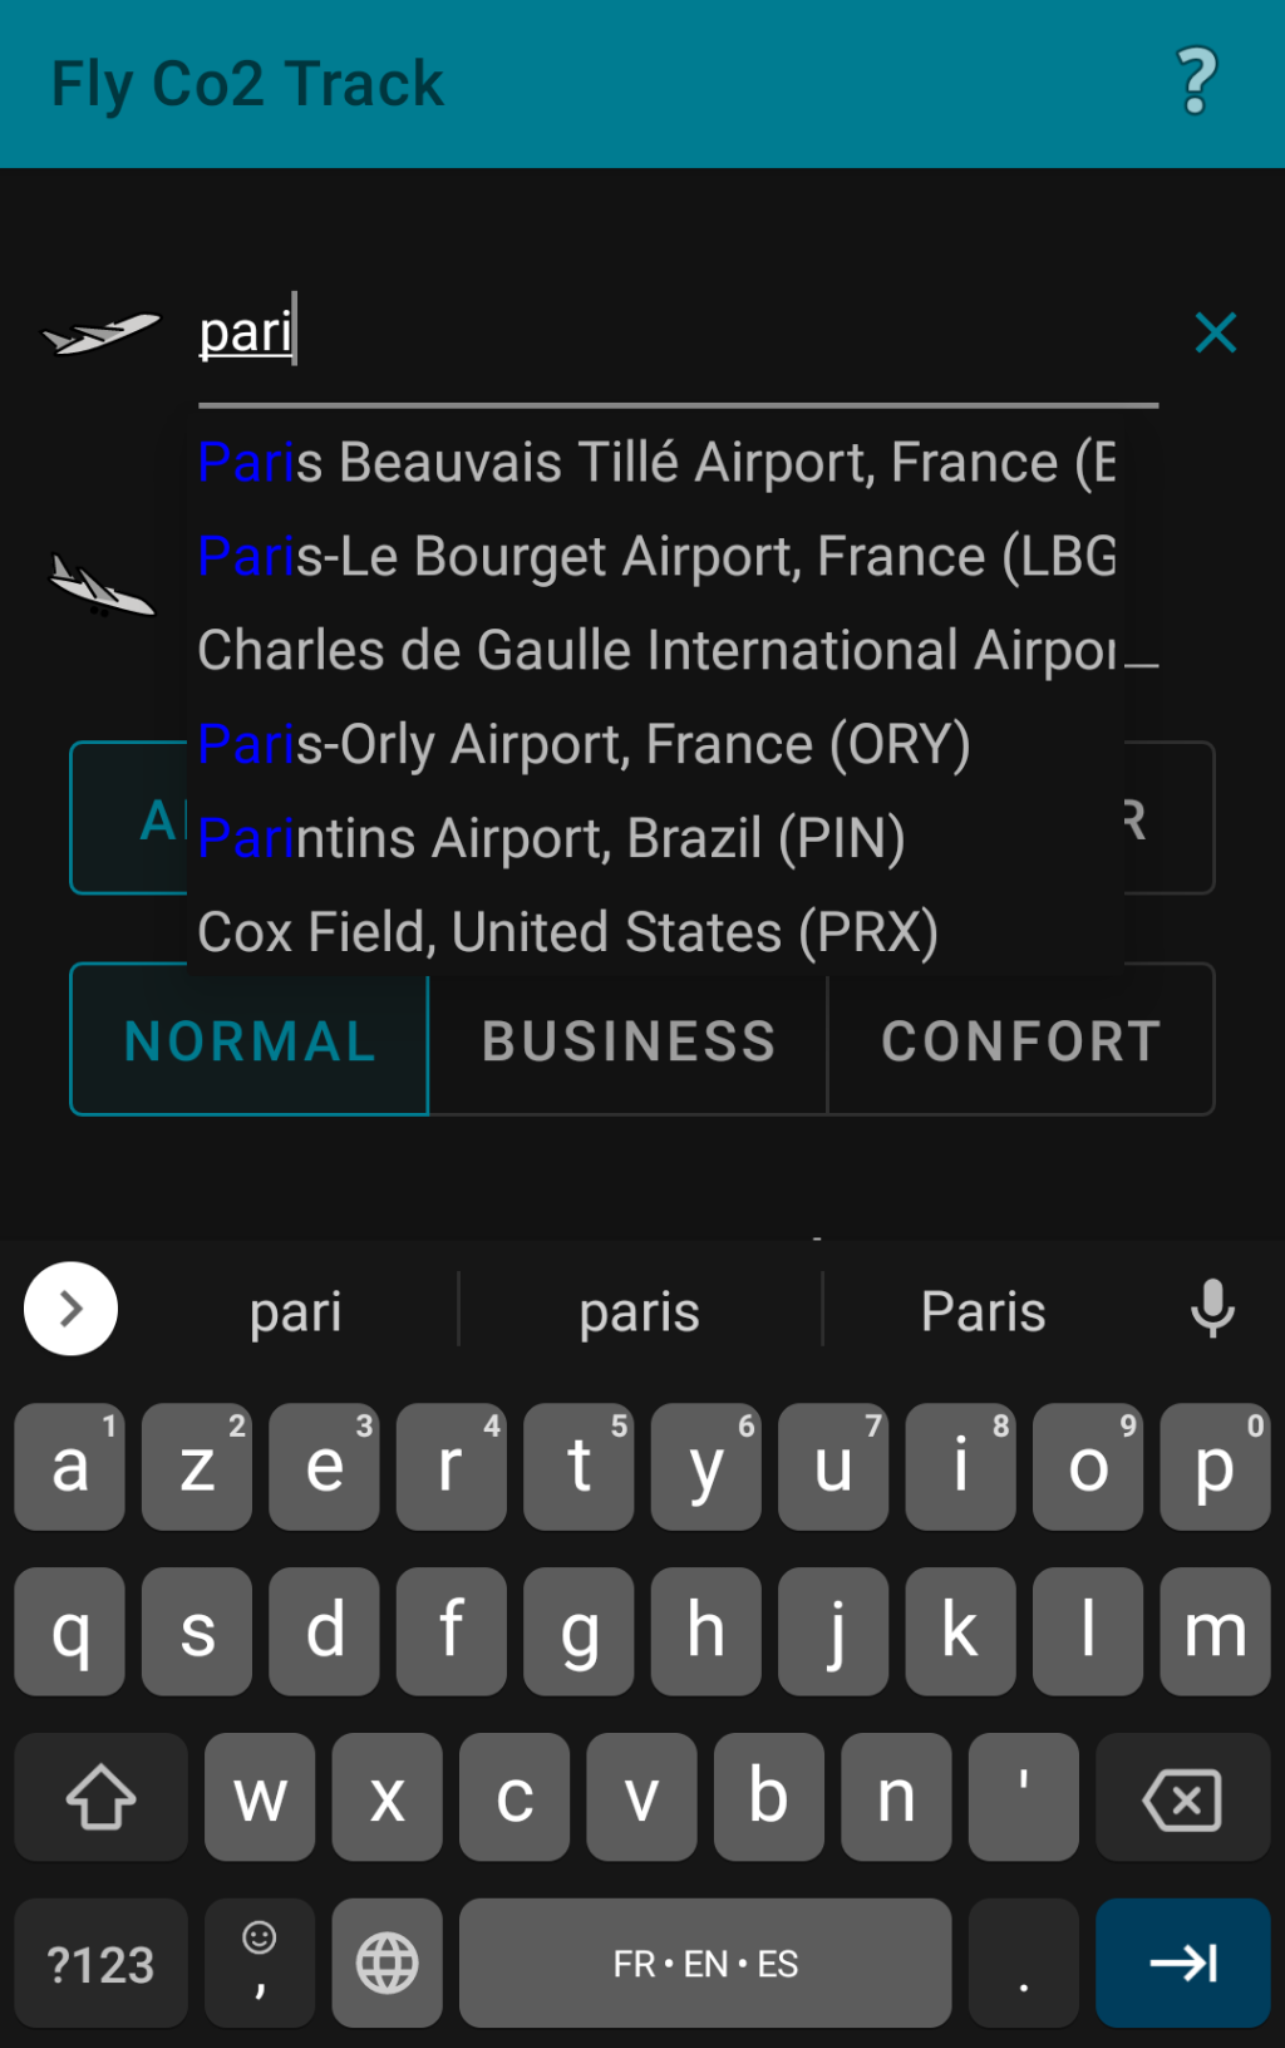 Fly Co2 Track ?
pari
Paris Beauvais Tillé Airport, France (B
Paris-Le Bourget Airport, France (LBG
Charles de Gaulle International Airpor
Paris-Orly Airport, France (ORY)
Parintins Airport, Brazil (PIN)
Cox Field, United States (PRX)
NORMAL BUSINESS CONFORT
pari paris Paris
a 1 z 2 e 3 r 4 t 5 y 6 u 7 i 8 o 9 p 0
q s d f g h j k l m
w x c v b n '
?123 , FR • EN • ES .